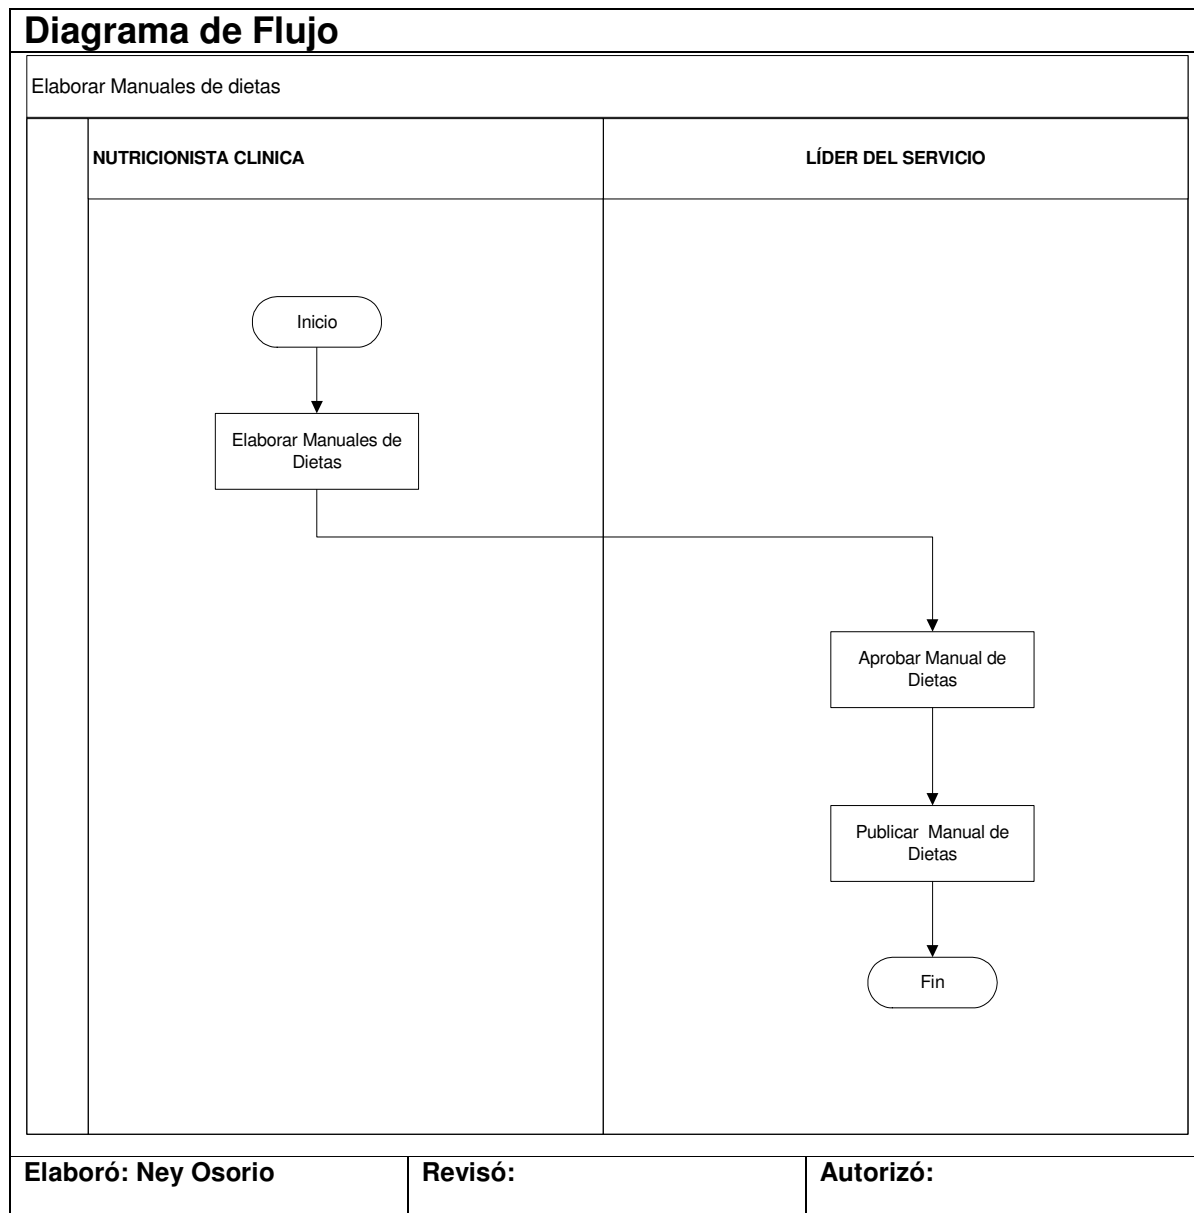 Diagrama de Flujo
Elaborar Manuales de dietas
NUTRICIONISTA CLINICA
LÍDER DEL SERVICIO
Inicio
Elaborar Manuales de
Dietas
Aprobar Manual de
Dietas
Publicar  Manual de
Dietas
Fin
Elaboró: Ney Osorio
Revisó:
Autorizó: